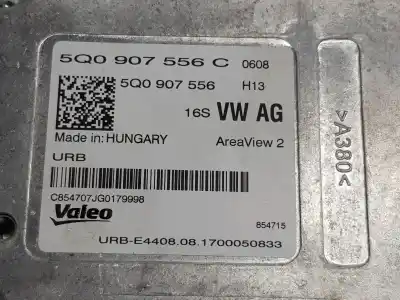 5Q0 907 556 C 0608
5Q0 907 556 H13
16S VW AG
Made in: HUNGARY AreaView 2
URB
C854707JG0179998
Valeo 854715
URB-E4408.08.1700050833
>A380<